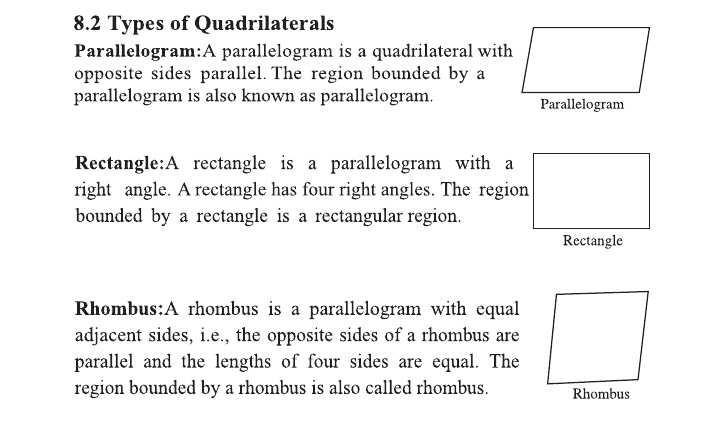 8.2 Types of Quadrilaterals
Parallelogram:A parallelogram is a quadrilateral with
opposite sides parallel. The region bounded by a
parallelogram is also known as parallelogram.
Parallelogram
Rectangle:A rectangle is a parallelogram with a
right angle. A rectangle has four right angles. The region
bounded by a rectangle is a rectangular region.
Rectangle
Rhombus:A rhombus is a parallelogram with equal
adjacent sides, i.e., the opposite sides of a rhombus are
parallel and the lengths of four sides are equal. The
region bounded by a rhombus is also called rhombus.
Rhombus